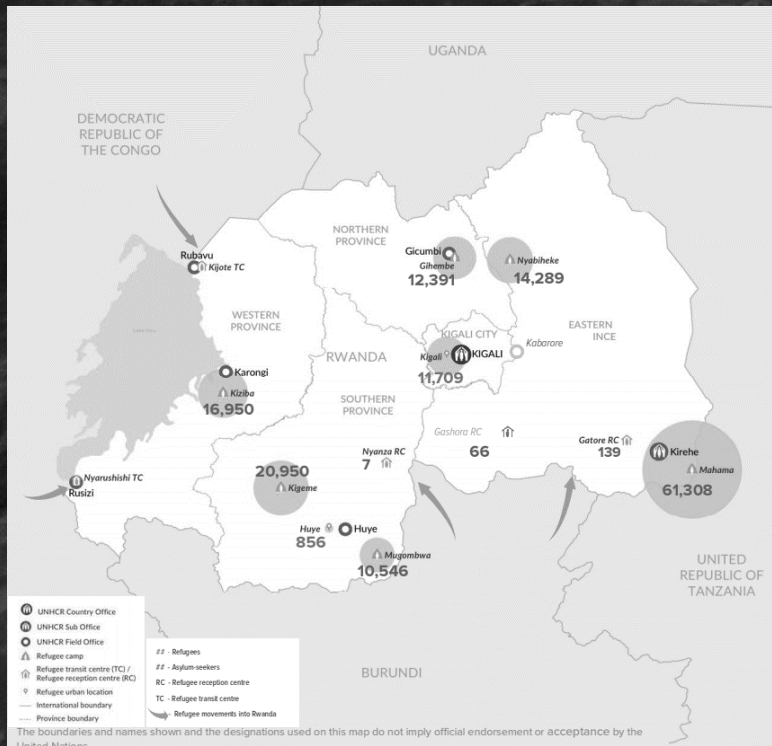 UGANDA
DEMOCRATIC
REPUBLIC OF
THE CONGO
NORTHERN
PROVINCE
Gicumbi
Gihembe
12,391
Nyabiheke
14,289
Rubavu
Kijote TC
WESTERN
PROVINCE
EASTERN
INCE
KIGALI CITY
Kigali
KIGALI
11,709
Kabarore
RWANDA
Karongi
Kiziba
16,950
SOUTHERN
PROVINCE
Gashora RC
66
Gatore RC
139
Kirehe
Mahama
61,308
Nyanza RC
7
20,950
Kigeme
Nyarushishi TC
Rusizi
Huye
856
Huye
Mugombwa
10,546
UNITED
REPUBLIC OF
TANZANIA
BURUNDI
UNHCR Country Office
UNHCR Sub Office
UNHCR Field Office
Refugee camp
Refugee transit centre (TC) /
Refugee reception centre (RC)
Refugee urban location
International boundary
Province boundary
## - Refugees
## - Asylum-seekers
RC - Refugee reception centre
TC - Refugee transit centre
- Refugee movements into Rwanda
The boundaries and names shown and the designations used on this map do not imply official endorsement or acceptance by the
United Nations